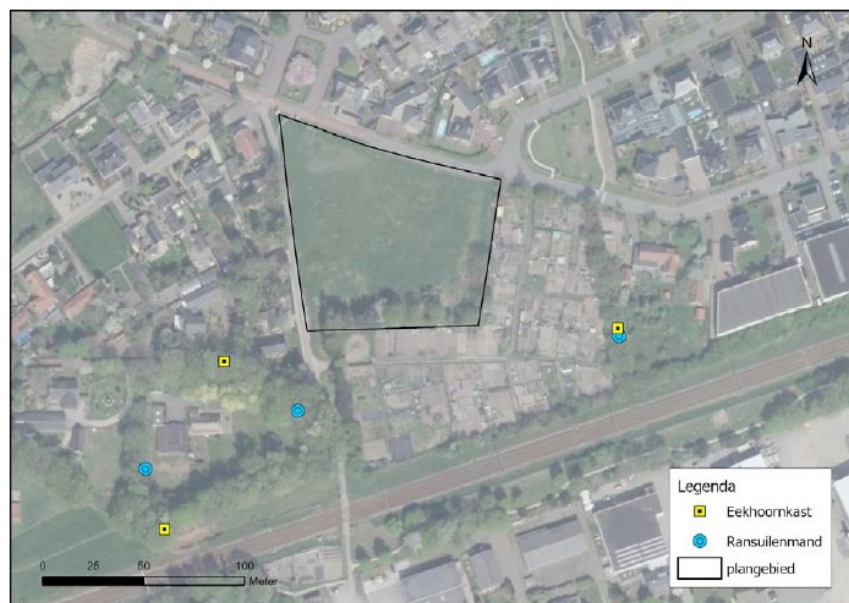 N
Legenda
Eekhoornkast
Ransuilenmand
plangebied
0 25 50 100
Meter